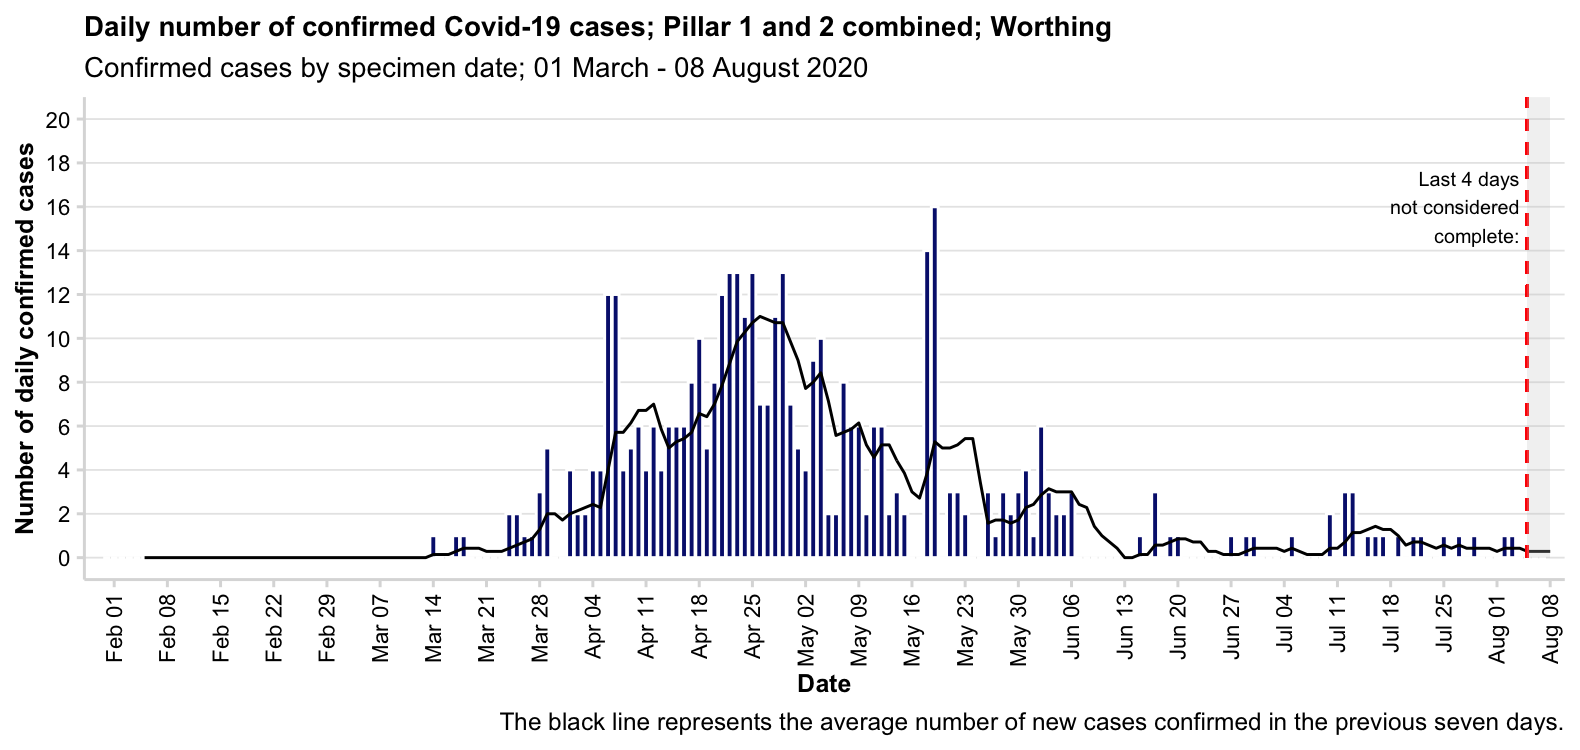 Daily number of confirmed Covid-19 cases; Pillar 1 and 2 combined; Worthing
Confirmed cases by specimen date; 01 March - 08 August 2020
Number of daily confirmed cases
20
18
16
14
12
10
8
6
4
2
0
Last 4 days
not considered
complete:
Feb 01
Feb 08
Feb 15
Feb 22
Feb 29
Mar 07
Mar 14
Mar 21
Mar 28
Apr 04
Apr 11
Apr 18
Apr 25
May 02
May 09
May 16
May 23
May 30
Jun 06
Jun 13
Jun 20
Jun 27
Jul 04
Jul 11
Jul 18
Jul 25
Aug 01
Aug 08
Date
The black line represents the average number of new cases confirmed in the previous seven days.